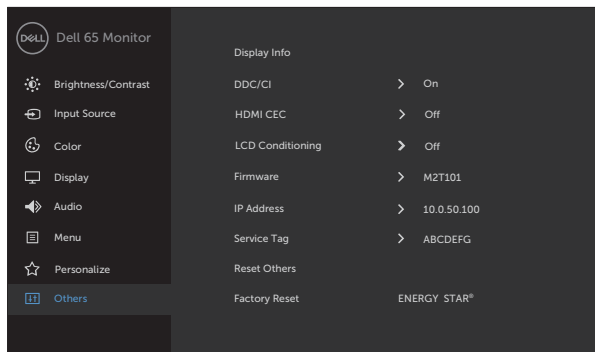 DELL Dell 65 Monitor
Display Info
Brightness/Contrast DDC/CI On
Input Source HDMI CEC Off
Color LCD Conditioning Off
Display Firmware M2T101
Audio IP Address 10.0.50.100
Menu Service Tag ABCDEFG
Personalize Reset Others
Others Factory Reset ENERGY STAR®